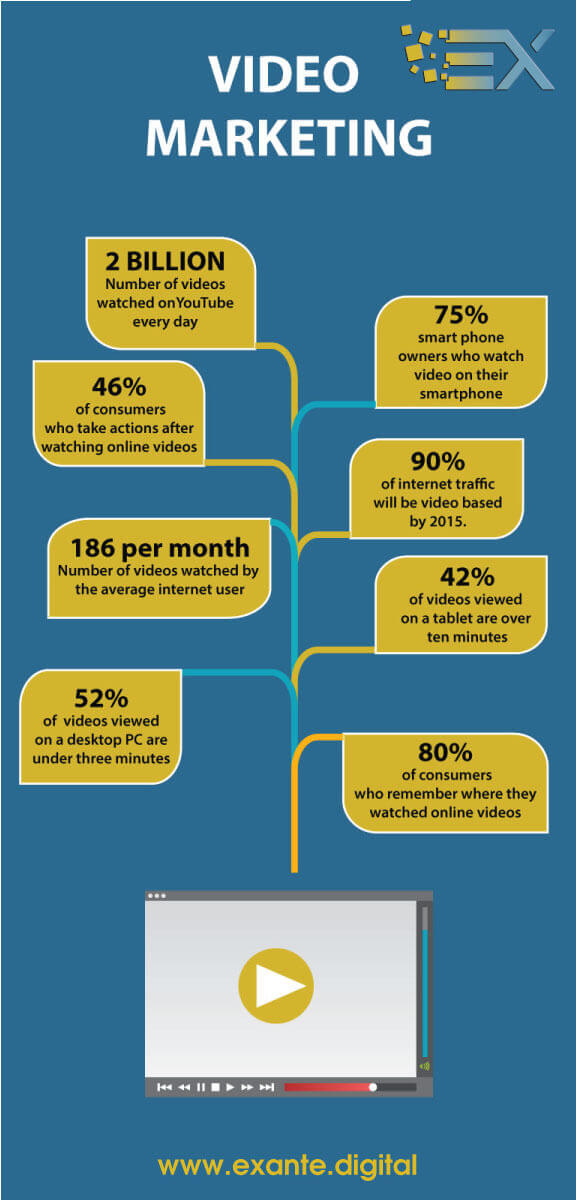 EX
VIDEO
MARKETING
2 BILLION
Number of videos
watched onYouTube
every day
75%
smart phone
owners who watch
video on their
smartphone
46%
of consumers
who take actions after
watching online videos
90%
of internet traffic
will be video based
by 2015.
186 per month
Number of videos watched by
the average internet user
42%
of videos viewed
on a tablet are over
ten minutes
52%
of videos viewed
on a desktop PC are
under three minutes
80%
of consumers
who remember where they
watched online videos
www.exante.digital